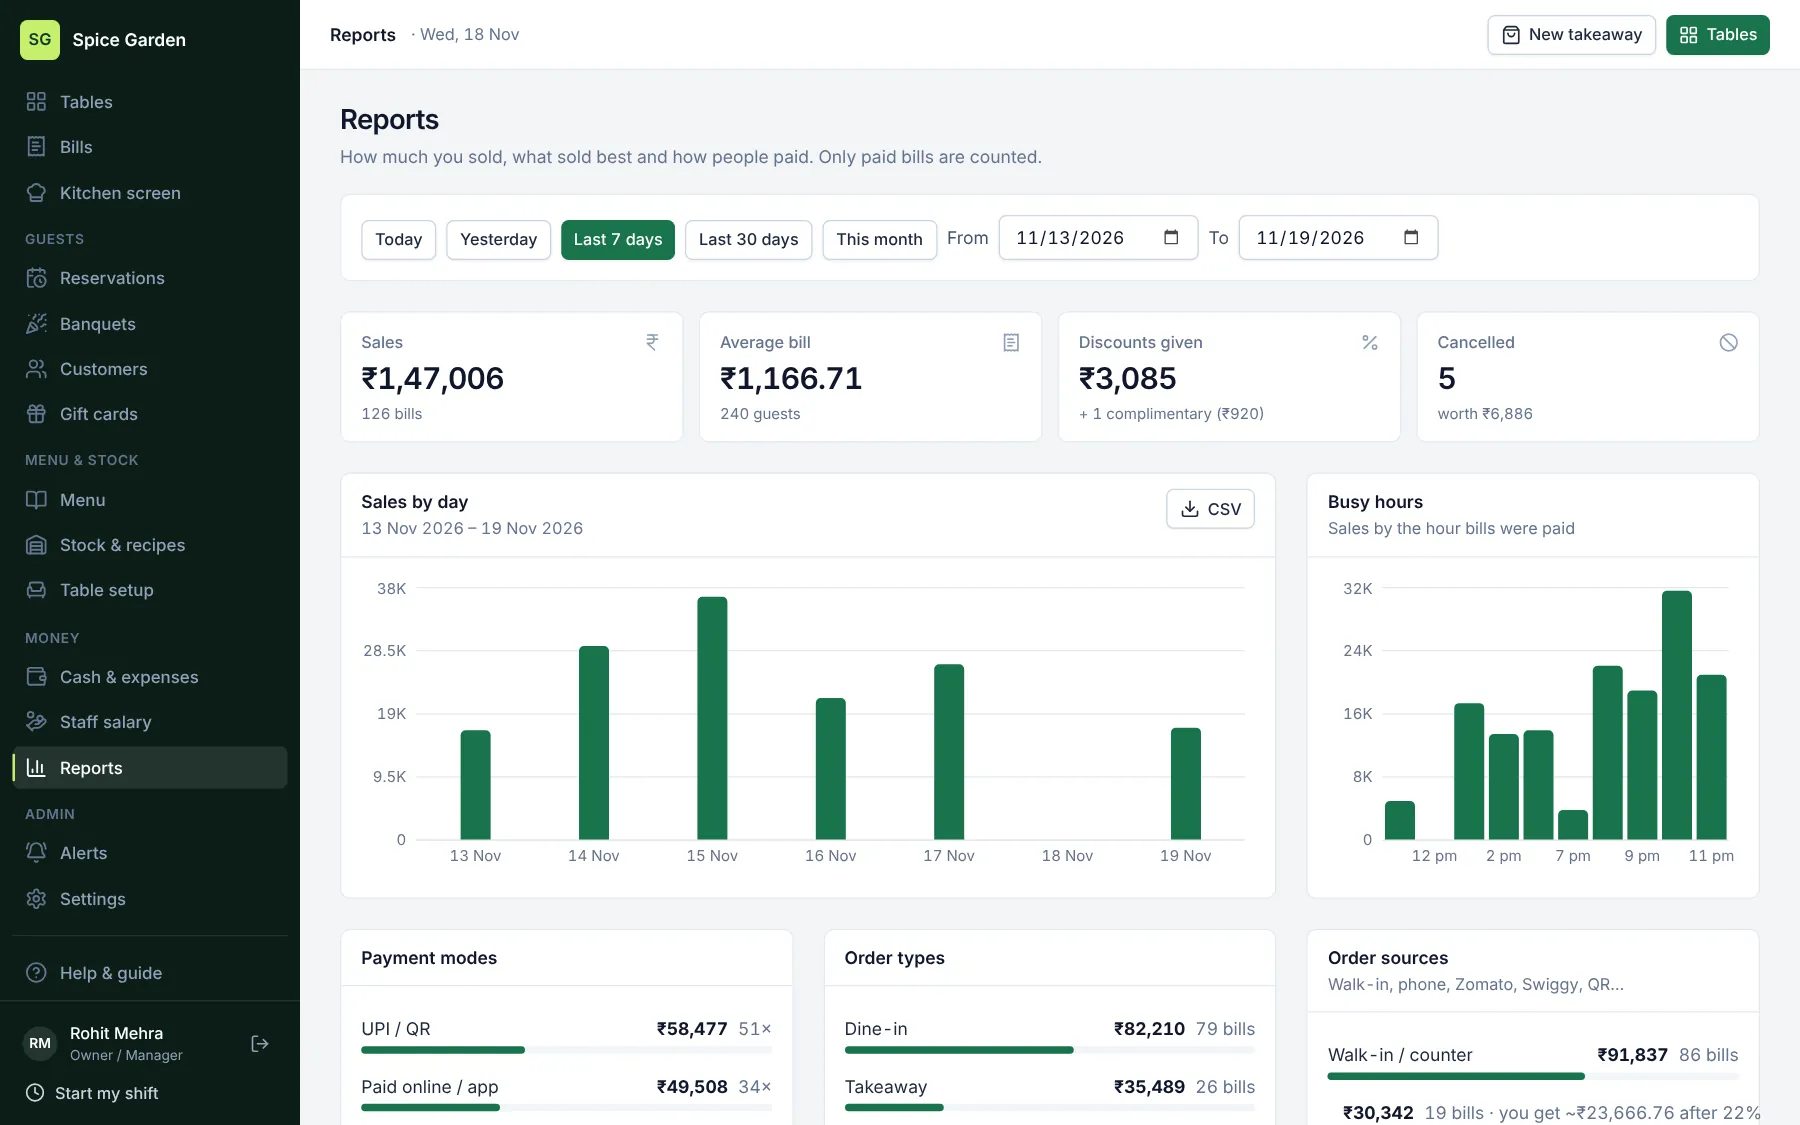 SG Spice Garden
Tables
Bills
Kitchen screen
GUESTS
Reservations
Banquets
Customers
Gift cards
MENU & STOCK
Menu
Stock & recipes
Table setup
MONEY
Cash & expenses
Staff salary
Reports
ADMIN
Alerts
Settings
Help & guide
RM Rohit Mehra
Owner / Manager
Start my shift
Reports · Wed, 18 Nov
New takeaway
Tables
Reports
How much you sold, what sold best and how people paid. Only paid bills are counted.
Today Yesterday Last 7 days Last 30 days This month From 11/13/2026 To 11/19/2026
Sales ₹
₹1,47,006
126 bills
Average bill
₹1,166.71
240 guests
Discounts given %
₹3,085
+ 1 complimentary (₹920)
Cancelled
5
worth ₹6,886
Sales by day
13 Nov 2026 – 19 Nov 2026
CSV
38K
28.5K
19K
9.5K
0
13 Nov 14 Nov 15 Nov 16 Nov 17 Nov 18 Nov 19 Nov
Busy hours
Sales by the hour bills were paid
32K
24K
16K
8K
0
12 pm 2 pm 7 pm 9 pm 11 pm
Payment modes
UPI / QR ₹58,477 51×
Paid online / app ₹49,508 34×
Order types
Dine-in ₹82,210 79 bills
Takeaway ₹35,489 26 bills
Order sources
Walk-in, phone, Zomato, Swiggy, QR…
Walk-in / counter ₹91,837 86 bills
₹30,342 19 bills · you get ~₹23,666.76 after 22%